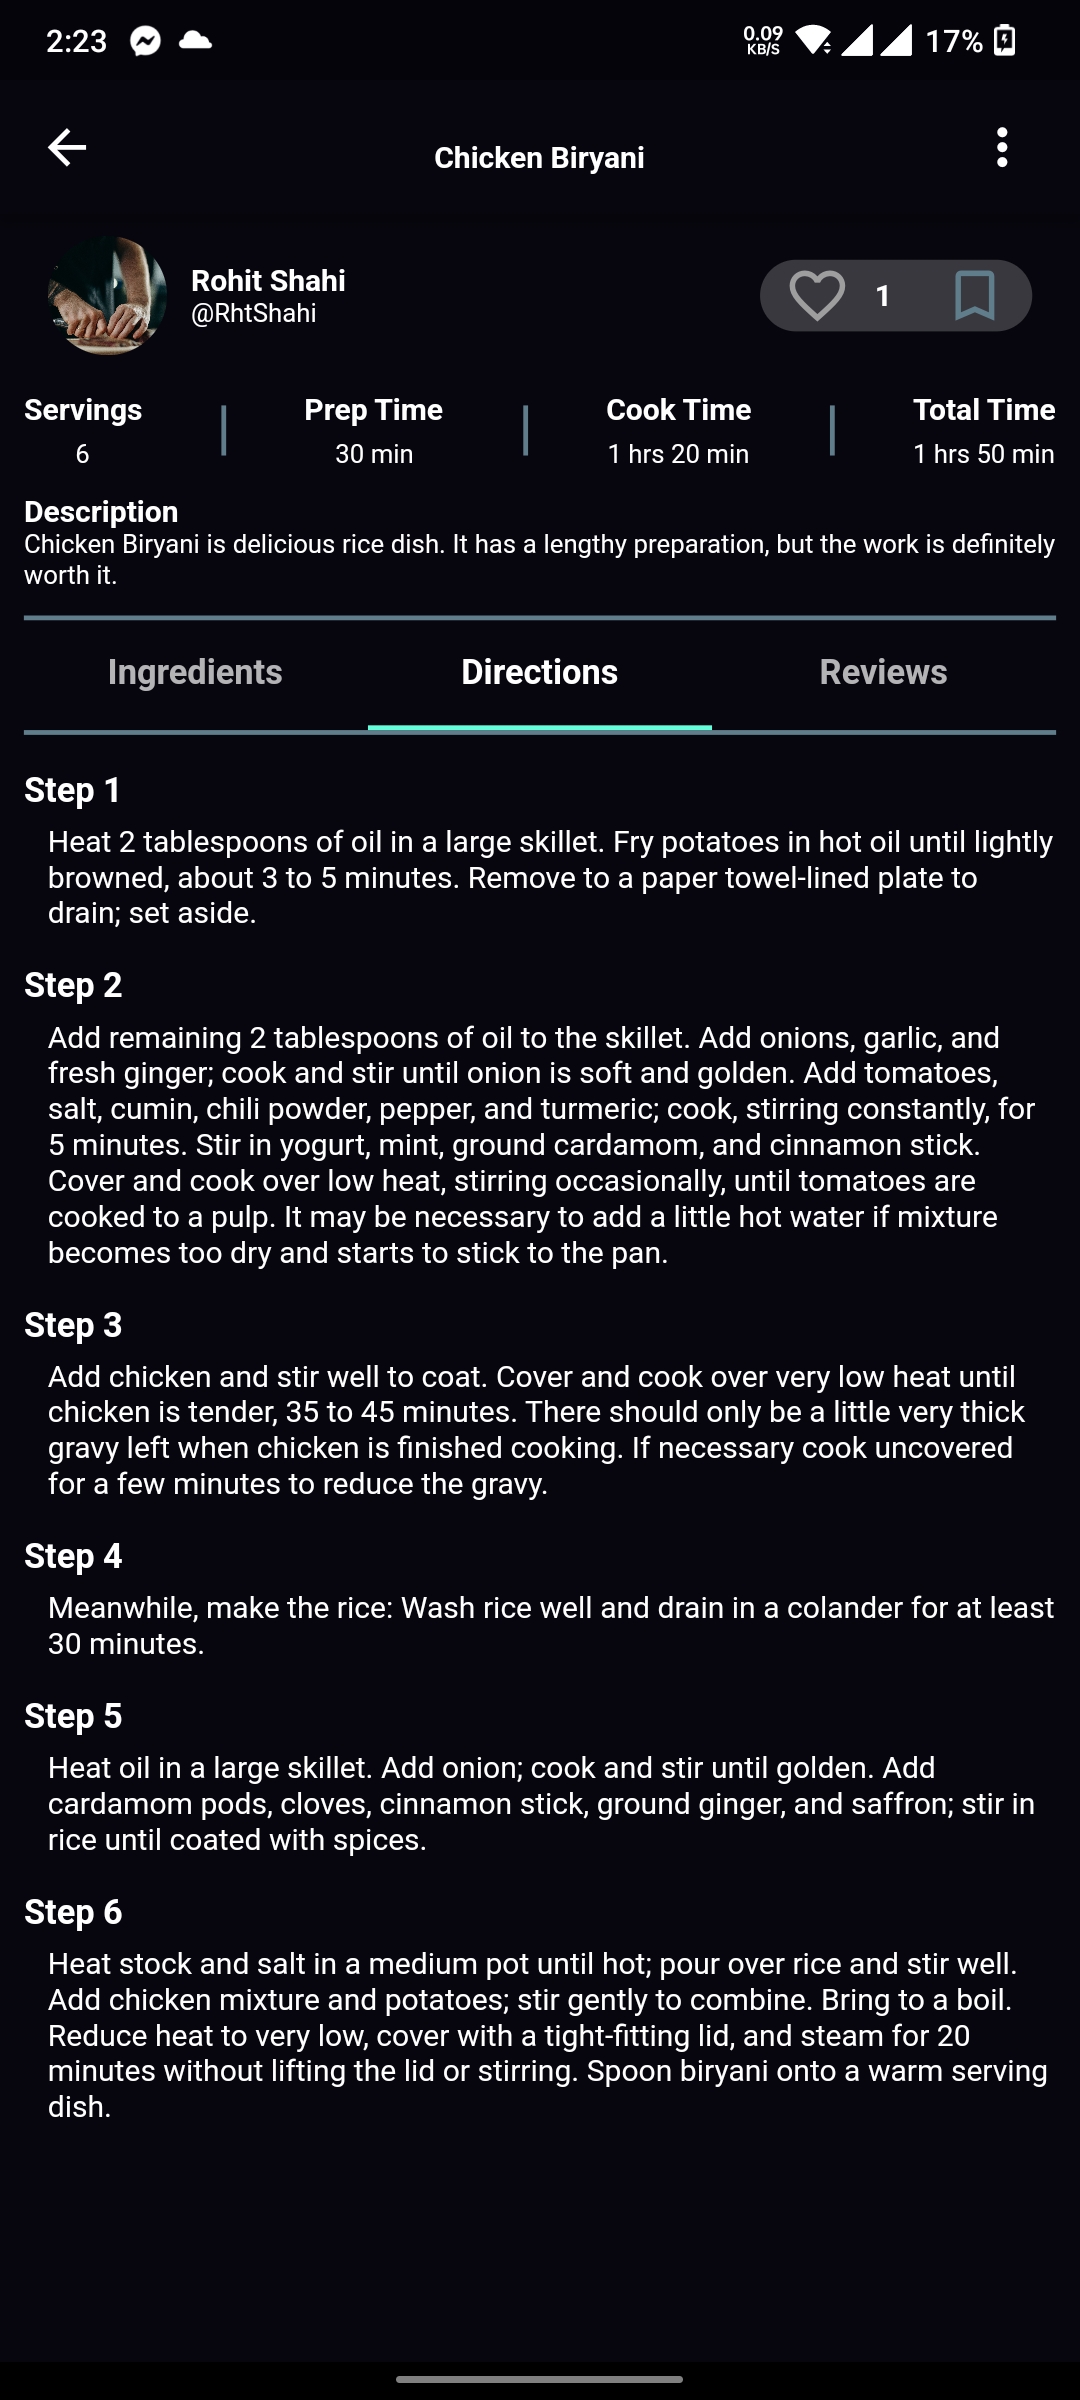 2:23
0.09
KB/S
17%
Chicken Biryani
Rohit Shahi
@RhtShahi
1
Servings
Prep Time
Cook Time
Total Time
6
30 min
1 hrs 20 min
1 hrs 50 min
Description
Chicken Biryani is delicious rice dish. It has a lengthy preparation, but the work is definitely
worth it.
Ingredients
Directions
Reviews
Step 1
Heat 2 tablespoons of oil in a large skillet. Fry potatoes in hot oil until lightly
browned, about 3 to 5 minutes. Remove to a paper towel-lined plate to
drain; set aside.
Step 2
Add remaining 2 tablespoons of oil to the skillet. Add onions, garlic, and
fresh ginger; cook and stir until onion is soft and golden. Add tomatoes,
salt, cumin, chili powder, pepper, and turmeric; cook, stirring constantly, for
5 minutes. Stir in yogurt, mint, ground cardamom, and cinnamon stick.
Cover and cook over low heat, stirring occasionally, until tomatoes are
cooked to a pulp. It may be necessary to add a little hot water if mixture
becomes too dry and starts to stick to the pan.
Step 3
Add chicken and stir well to coat. Cover and cook over very low heat until
chicken is tender, 35 to 45 minutes. There should only be a little very thick
gravy left when chicken is finished cooking. If necessary cook uncovered
for a few minutes to reduce the gravy.
Step 4
Meanwhile, make the rice: Wash rice well and drain in a colander for at least
30 minutes.
Step 5
Heat oil in a large skillet. Add onion; cook and stir until golden. Add
cardamom pods, cloves, cinnamon stick, ground ginger, and saffron; stir in
rice until coated with spices.
Step 6
Heat stock and salt in a medium pot until hot; pour over rice and stir well.
Add chicken mixture and potatoes; stir gently to combine. Bring to a boil.
Reduce heat to very low, cover with a tight-fitting lid, and steam for 20
minutes without lifting the lid or stirring. Spoon biryani onto a warm serving
dish.